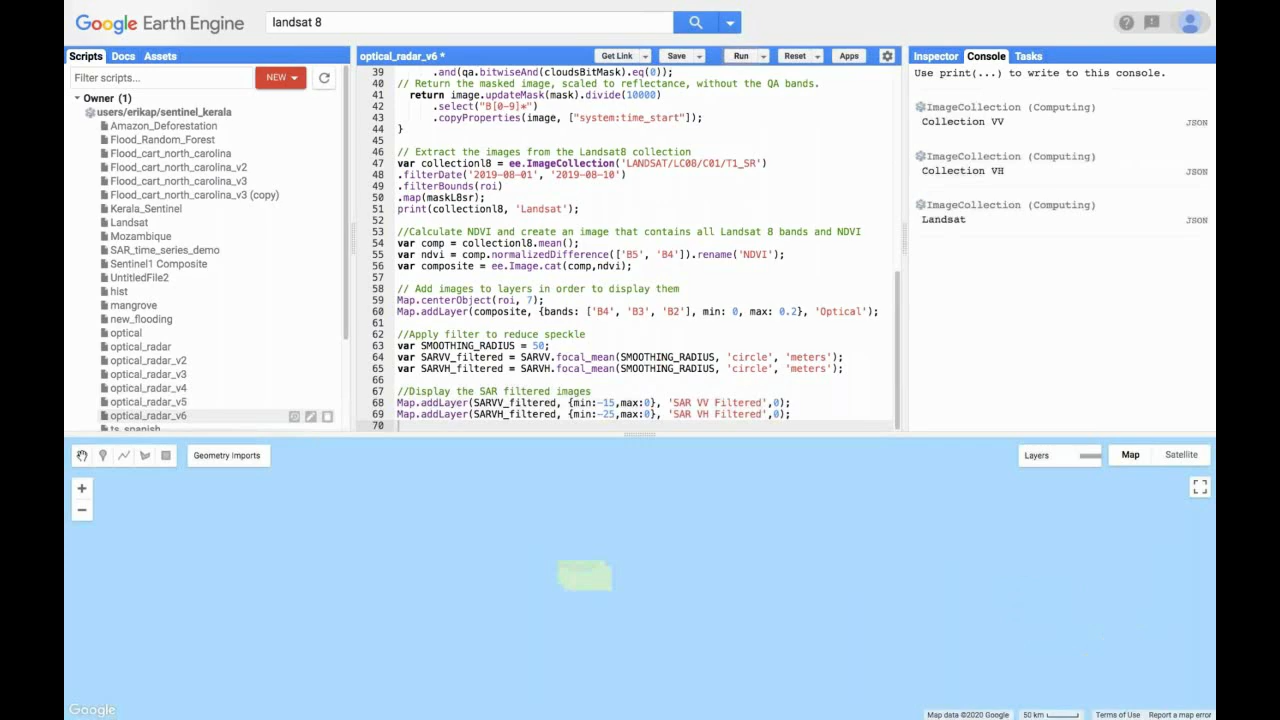 Google Earth Engine
landsat 8
Scripts Docs Assets
Filter scripts...
NEW
Owner (1)
users/erikap/sentinel_kerala
Amazon_Deforestation
Flood_Random_Forest
Flood_cart_north_carolina
Flood_cart_north_carolina_v2
Flood_cart_north_carolina_v3
Flood_cart_north_carolina_v3 (copy)
Kerala_Sentinel
Landsat
Mozambique
SAR_time_series_demo
Sentinel1 Composite
UntitledFile2
hist
mangrove
new_flooding
optical
optical_radar
optical_radar_v2
optical_radar_v3
optical_radar_v4
optical_radar_v5
optical_radar_v6
ts_spanish
optical_radar_v6 *
Get Link Save Run Reset Apps
39 .and(qa.bitwiseAnd(cloudsBitMask).eq(0));
40 // Return the masked image, scaled to reflectance, without the QA bands.
41 return image.updateMask(mask).divide(10000)
42 .select("B[0-9]*")
43 .copyProperties(image, ["system:time_start"]);
44 }
45
46 // Extract the images from the Landsat8 collection
47 var collectionl8 = ee.ImageCollection('LANDSAT/LC08/C01/T1_SR')
48 .filterDate('2019-08-01', '2019-08-10')
49 .filterBounds(roi)
50 .map(maskL8sr);
51 print(collectionl8, 'Landsat');
52
53 //Calculate NDVI and create an image that contains all Landsat 8 bands and NDVI
54 var comp = collectionl8.mean();
55 var ndvi = comp.normalizedDifference(['B5', 'B4']).rename('NDVI');
56 var composite = ee.Image.cat(comp,ndvi);
57
58 // Add images to layers in order to display them
59 Map.centerObject(roi, 7);
60 Map.addLayer(composite, {bands: ['B4', 'B3', 'B2'], min: 0, max: 0.2}, 'Optical');
61
62 //Apply filter to reduce speckle
63 var SMOOTHING_RADIUS = 50;
64 var SARVV_filtered = SARVV.focal_mean(SMOOTHING_RADIUS, 'circle', 'meters');
65 var SARVH_filtered = SARVH.focal_mean(SMOOTHING_RADIUS, 'circle', 'meters');
66
67 //Display the SAR filtered images
68 Map.addLayer(SARVV_filtered, {min:-15,max:0}, 'SAR VV Filtered',0);
69 Map.addLayer(SARVH_filtered, {min:-25,max:0}, 'SAR VH Filtered',0);
70
Inspector Console Tasks
Use print(...) to write to this console.
ImageCollection (Computing)
Collection VV JSON
ImageCollection (Computing)
Collection VH JSON
ImageCollection (Computing)
Landsat JSON
Geometry Imports
Layers
Map Satellite
+
−
Google
Map data ©2020 Google 50 km Terms of Use Report a map error